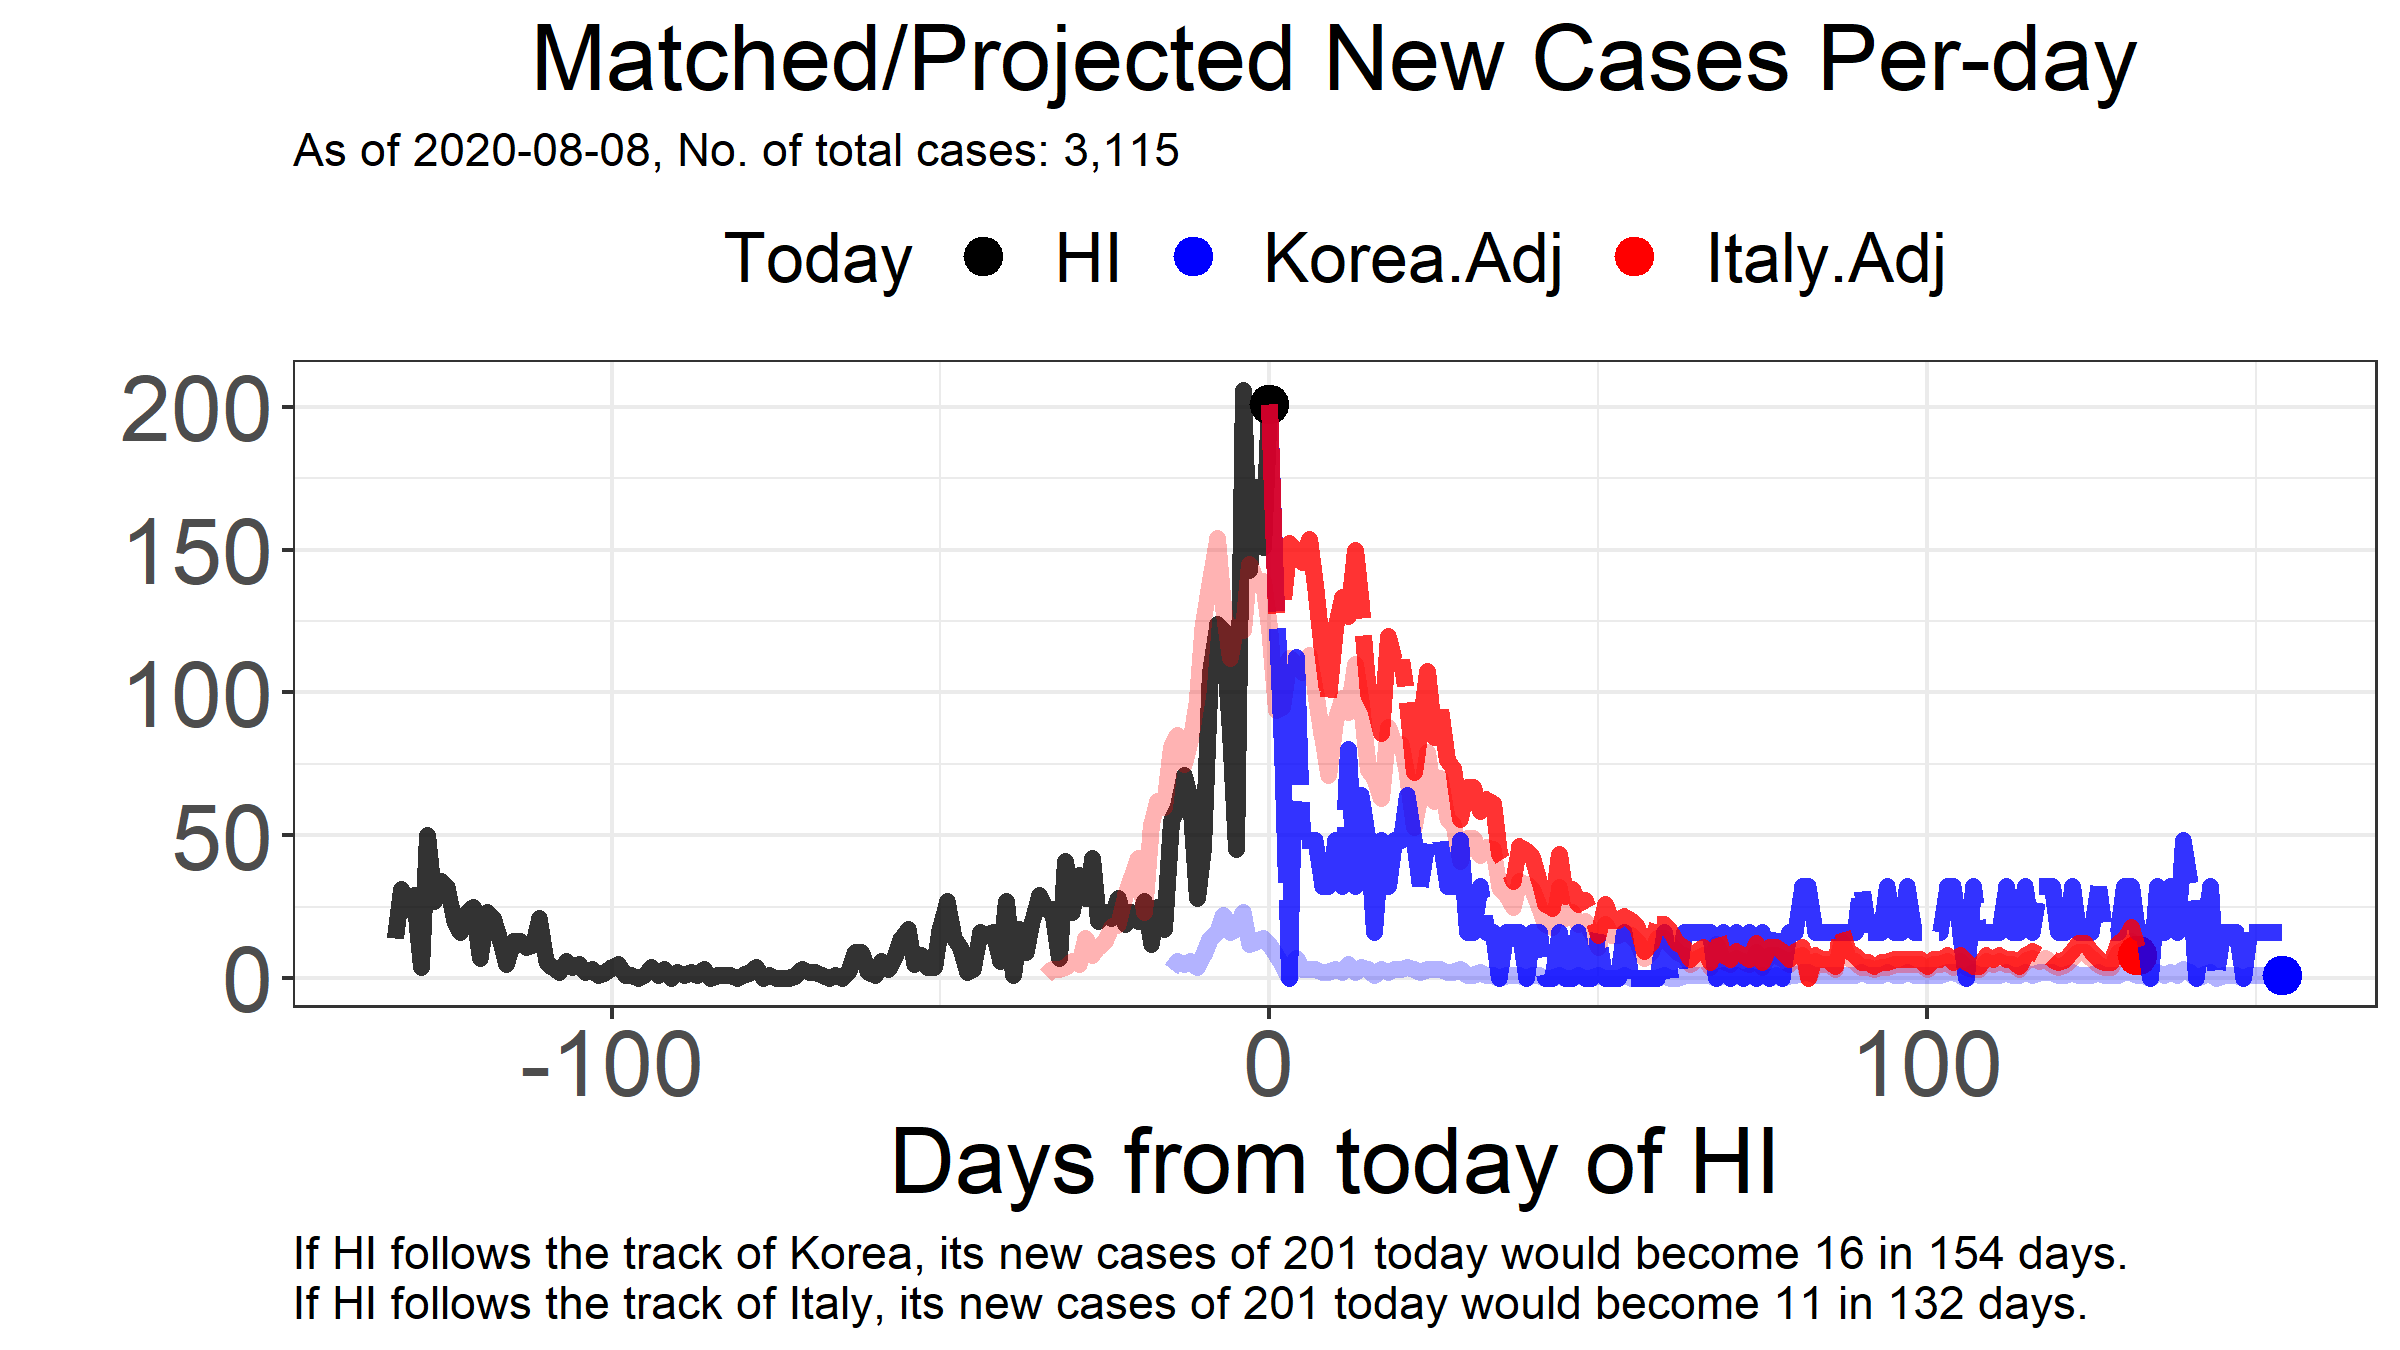 Matched/Projected New Cases Per-day
As of 2020-08-08, No. of total cases: 3,115
Today HI Korea.Adj Italy.Adj
200
150
100
50
0
-100 0 100
Days from today of HI
If HI follows the track of Korea, its new cases of 201 today would become 16 in 154 days.
If HI follows the track of Italy, its new cases of 201 today would become 11 in 132 days.